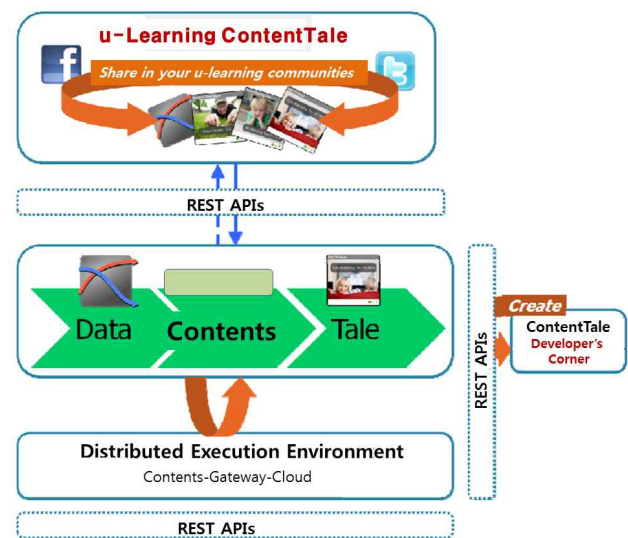 u-Learning ContentTale
Share in your u-learning communities
REST APIs
Data
Contents
Tale
REST APIs
Create
ContentTale
Developer's
Corner
Distributed Execution Environment
Contents-Gateway-Cloud
REST APIs